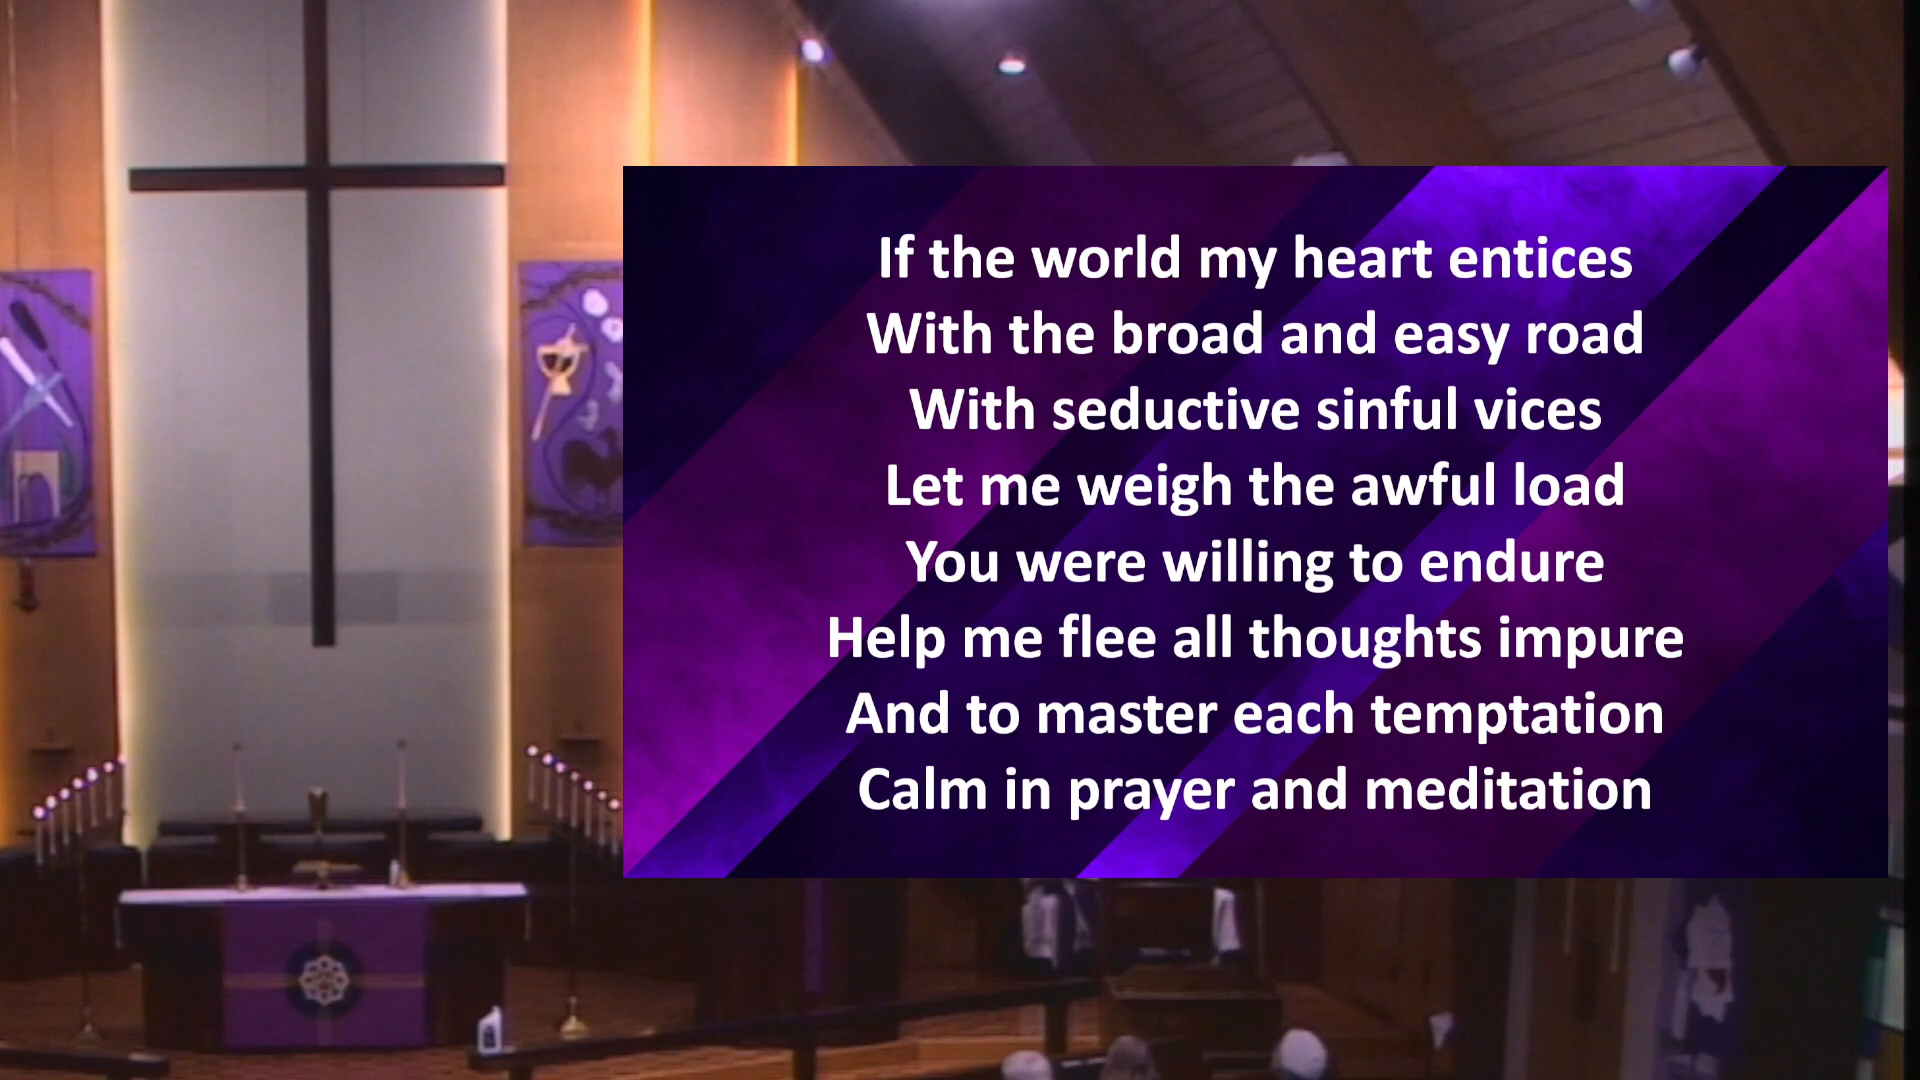 If the world my heart entices
With the broad and easy road
With seductive sinful vices
Let me weigh the awful load
You were willing to endure
Help me flee all thoughts impure
And to master each temptation
Calm in prayer and meditation